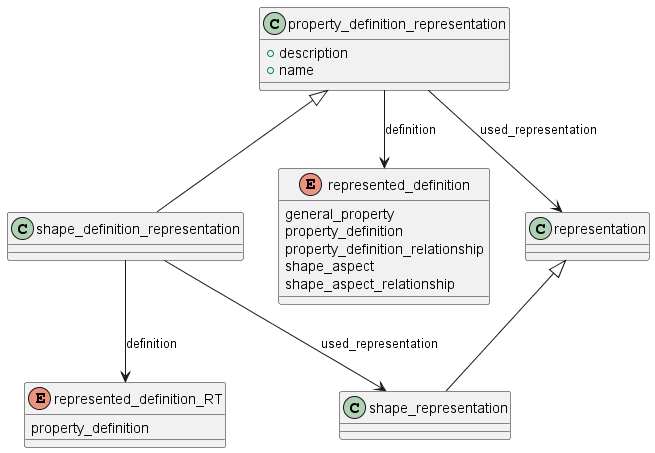 C property_definition_representation
description
name
definition
used_representation
E represented_definition
general_property
property_definition
property_definition_relationship
shape_aspect
shape_aspect_relationship
C shape_definition_representation
C representation
definition
used_representation
E represented_definition_RT
property_definition
C shape_representation